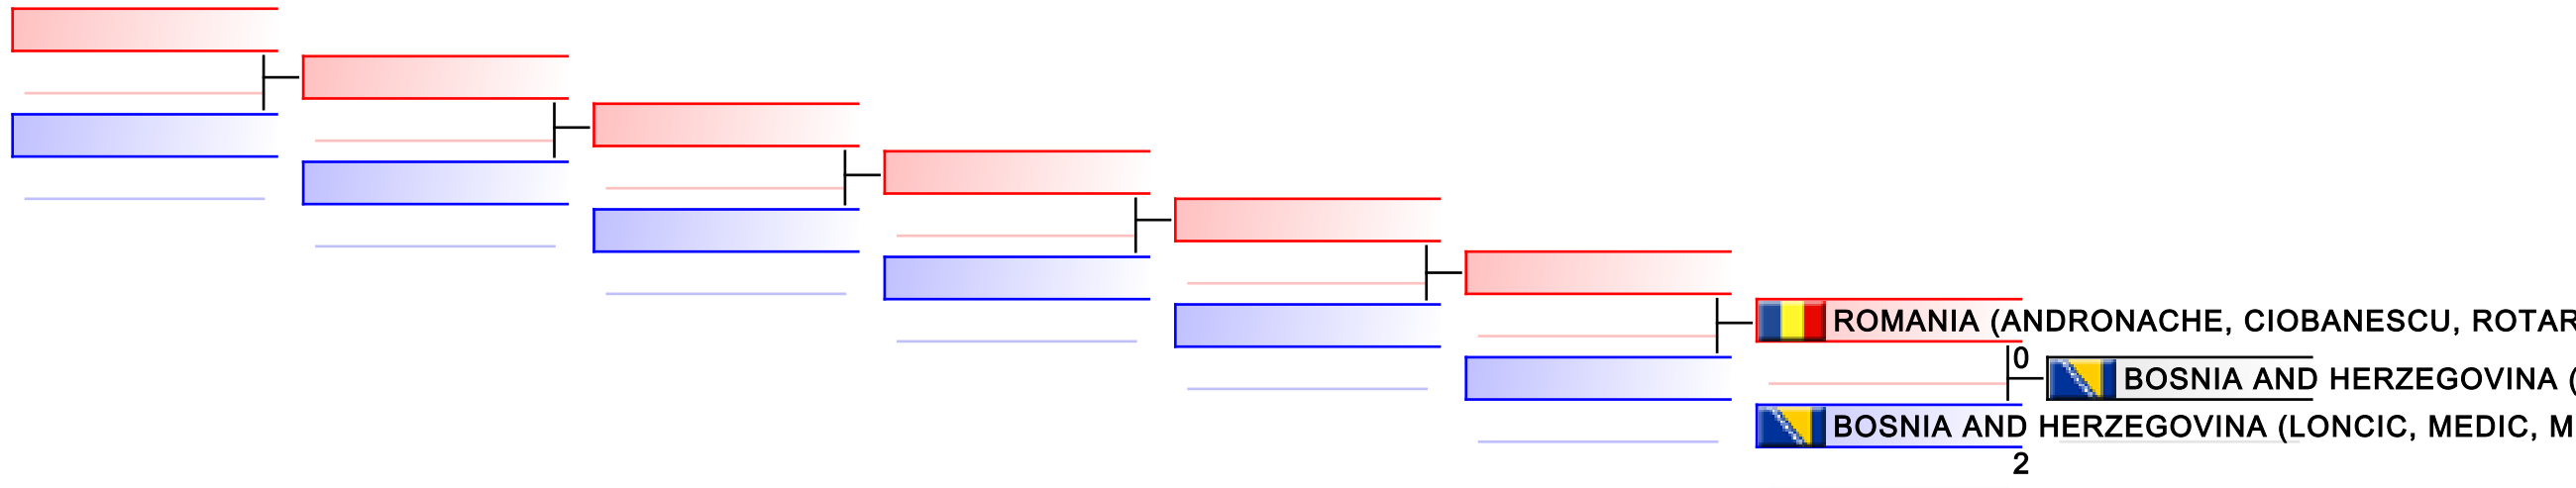 ROMANIA (ANDRONACHE, CIOBANESCU, ROTAR
0
BOSNIA AND HERZEGOVINA (
BOSNIA AND HERZEGOVINA (LONCIC, MEDIC, M
2